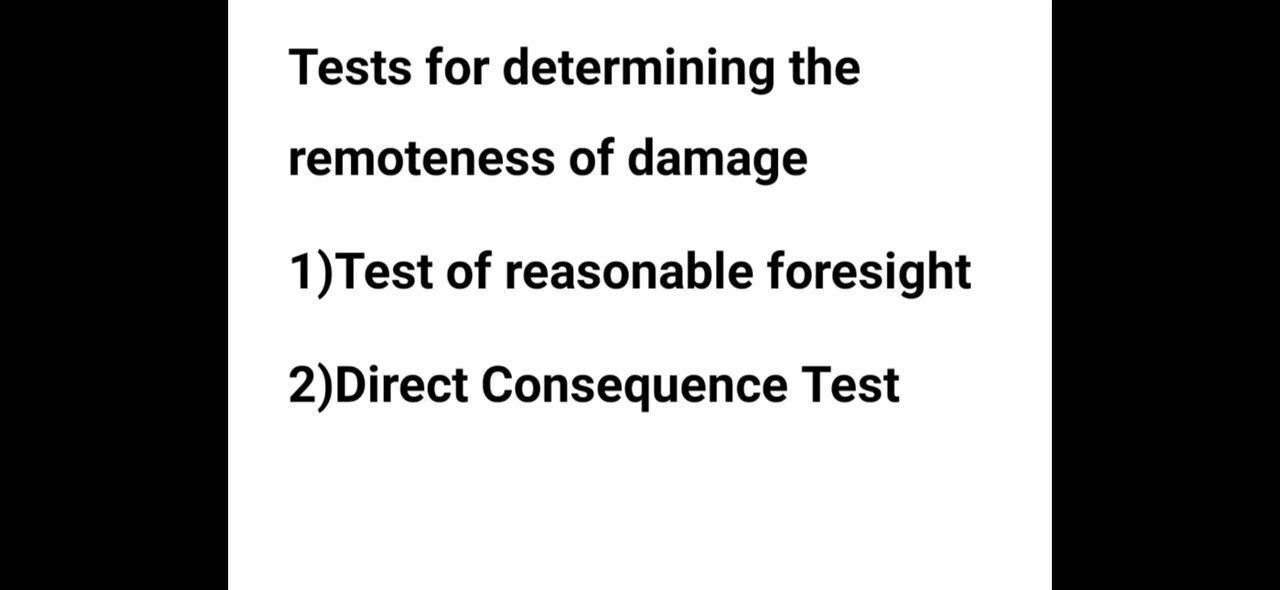 Tests for determining the
remoteness of damage
1)Test of reasonable foresight
2)Direct Consequence Test